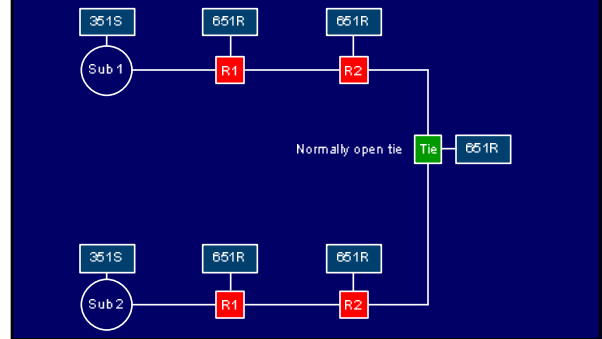 351S
651R
651R
Sub 1
R1
R2
Normally open tie
Tie
651R
351S
651R
651R
Sub 2
R1
R2